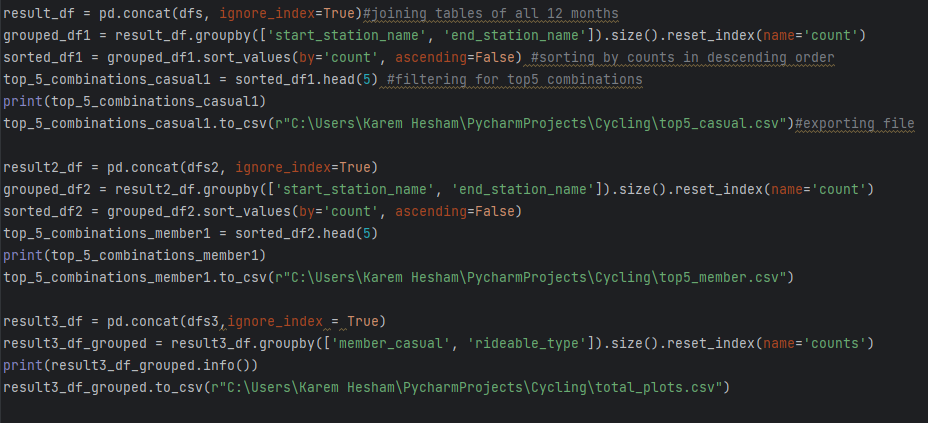 result_df = pd.concat(dfs, ignore_index=True)#joining tables of all 12 months
grouped_df1 = result_df.groupby(['start_station_name', 'end_station_name']).size().reset_index(name='count')
sorted_df1 = grouped_df1.sort_values(by='count', ascending=False) #sorting by counts in descending order
top_5_combinations_casual1 = sorted_df1.head(5) #filtering for top5 combinations
print(top_5_combinations_casual1)
top_5_combinations_casual1.to_csv(r"C:\Users\Karem Hesham\PycharmProjects\Cycling\top5_casual.csv")#exporting file

result2_df = pd.concat(dfs2, ignore_index=True)
grouped_df2 = result2_df.groupby(['start_station_name', 'end_station_name']).size().reset_index(name='count')
sorted_df2 = grouped_df2.sort_values(by='count', ascending=False)
top_5_combinations_member1 = sorted_df2.head(5)
print(top_5_combinations_member1)
top_5_combinations_member1.to_csv(r"C:\Users\Karem Hesham\PycharmProjects\Cycling\top5_member.csv")

result3_df = pd.concat(dfs3,ignore_index = True)
result3_df_grouped = result3_df.groupby(['member_casual', 'rideable_type']).size().reset_index(name='counts')
print(result3_df_grouped.info())
result3_df_grouped.to_csv(r"C:\Users\Karem Hesham\PycharmProjects\Cycling\total_plots.csv")